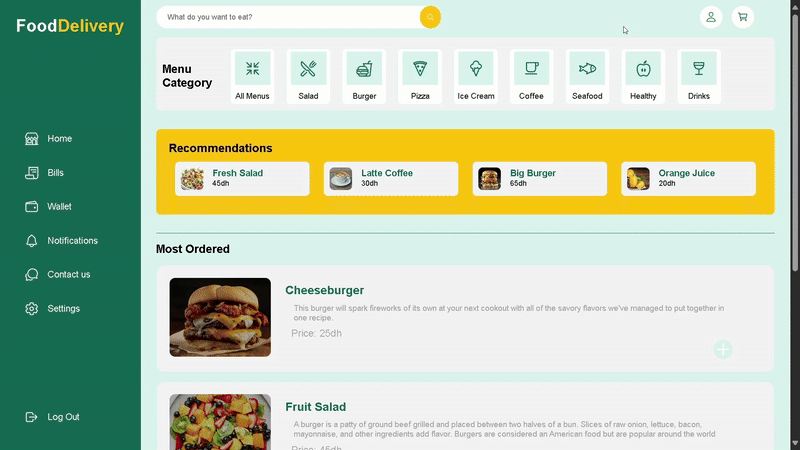 FoodDelivery
Home
Bills
Wallet
Notifications
Contact us
Settings
Log Out
What do you want to eat?
Menu
Category
All Menus
Salad
Burger
Pizza
Ice Cream
Coffee
Seafood
Healthy
Drinks
Recommendations
Fresh Salad
45dh
Latte Coffee
30dh
Big Burger
65dh
Orange Juice
20dh
Most Ordered
Cheeseburger
This burger will spark fireworks of its own at your next cookout with all of the savory flavors we've managed to put together in
one recipe.
Price: 25dh
Fruit Salad
A burger is a patty of ground beef grilled and placed between two halves of a bun. Slices of raw onion, lettuce, bacon,
mayonnaise, and other ingredients add flavor. Burgers are considered an American food but are popular around the world
Price: 45dh